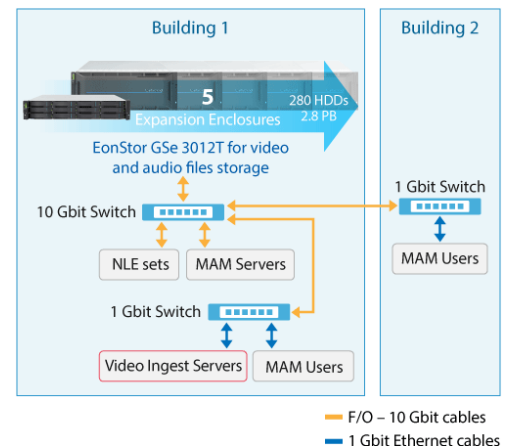 Building 1
Building 2
5
Expansion Enclosures
280 HDDs
2.8 PB
EonStor GSe 3012T for video
and audio files storage
10 Gbit Switch
1 Gbit Switch
NLE sets
MAM Servers
MAM Users
1 Gbit Switch
Video Ingest Servers
MAM Users
F/O – 10 Gbit cables
1 Gbit Ethernet cables